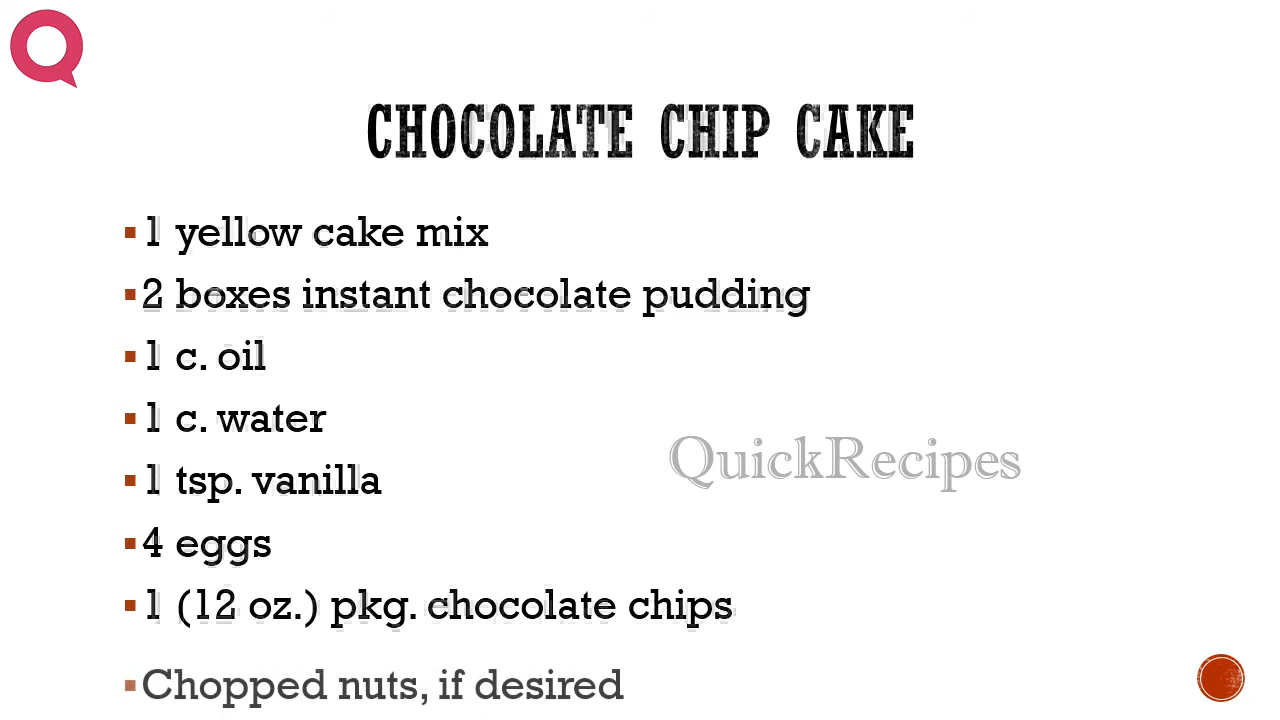 CHOCOLATE CHIP CAKE
1 yellow cake mix
2 boxes instant chocolate pudding
1 c. oil
1 c. water
1 tsp. vanilla
4 eggs
1 (12 oz.) pkg. chocolate chips
Chopped nuts, if desired
QuickRecipes